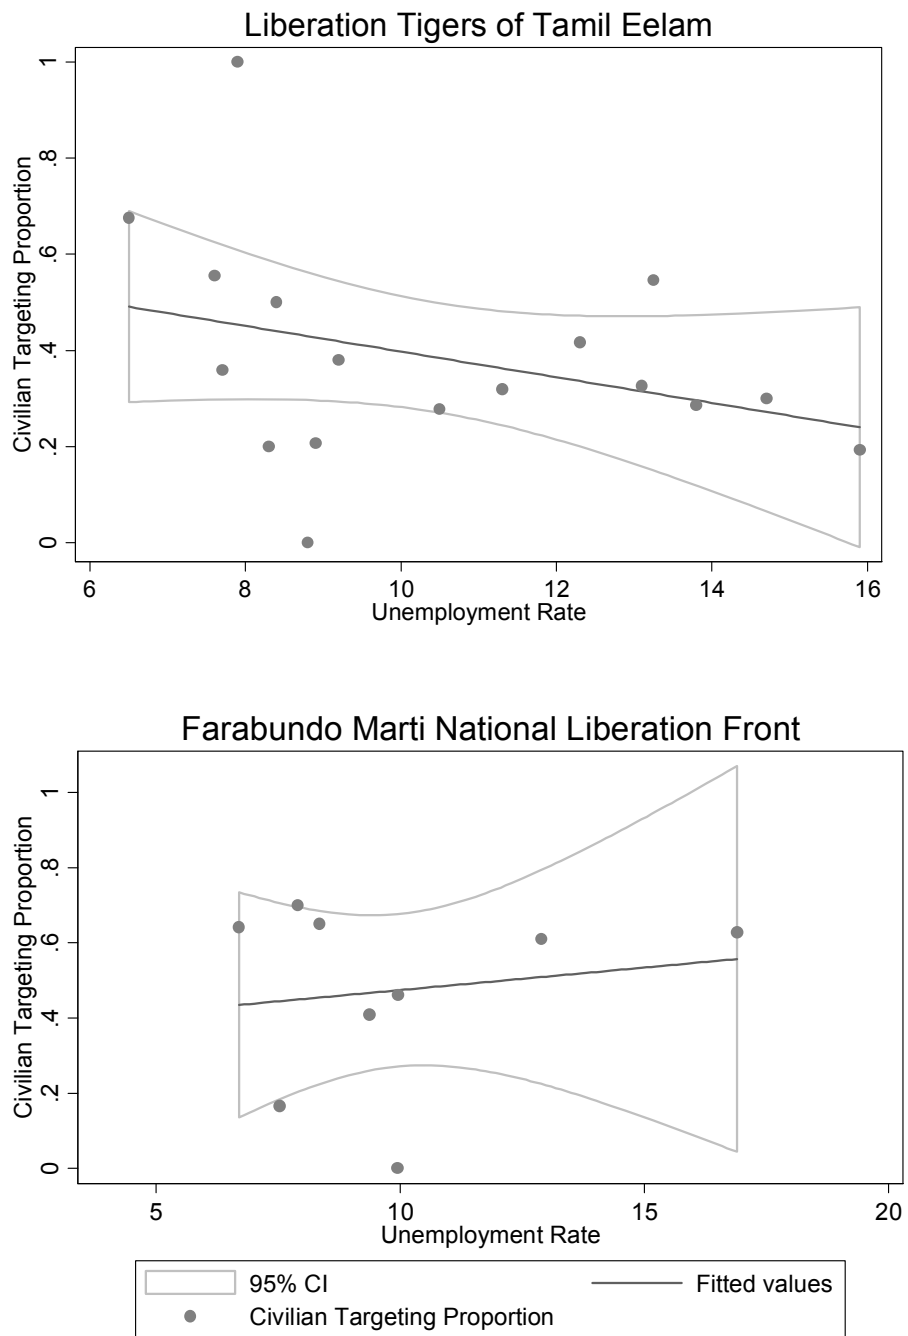 Liberation Tigers of Tamil Eelam
1
.8
.6
.4
.2
0
Civilian Targeting Proportion
6 8 10 12 14 16
Unemployment Rate
Farabundo Marti National Liberation Front
1
.8
.6
.4
.2
0
Civilian Targeting Proportion
5 10 15 20
Unemployment Rate
95% CI Fitted values
Civilian Targeting Proportion